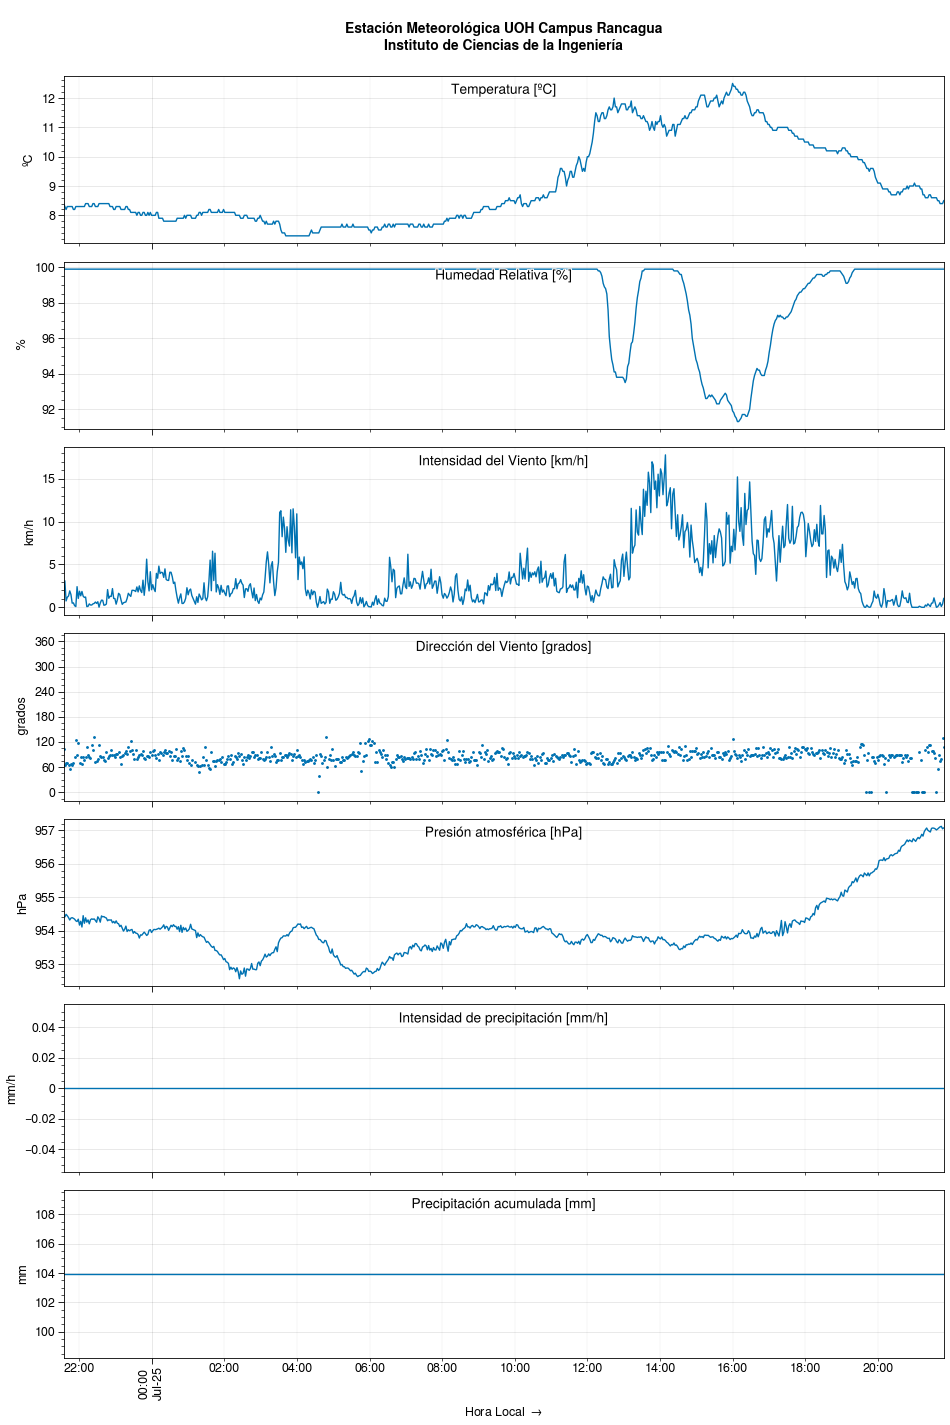 Estación Meteorológica UOH Campus Rancagua
Instituto de Ciencias de la Ingeniería
Temperatura [ºC]
ºC
12
11
10
9
8
Humedad Relativa [%]
%
100
98
96
94
92
Intensidad del Viento [km/h]
km/h
15
10
5
0
Dirección del Viento [grados]
grados
360
300
240
180
120
60
0
Presión atmosférica [hPa]
hPa
957
956
955
954
953
Intensidad de precipitación [mm/h]
mm/h
0.04
0.02
0
−0.02
−0.04
Precipitación acumulada [mm]
mm
108
106
104
102
100
22:00
00:00
Jul-25
02:00
04:00
06:00
08:00
10:00
12:00
14:00
16:00
18:00
20:00
Hora Local →